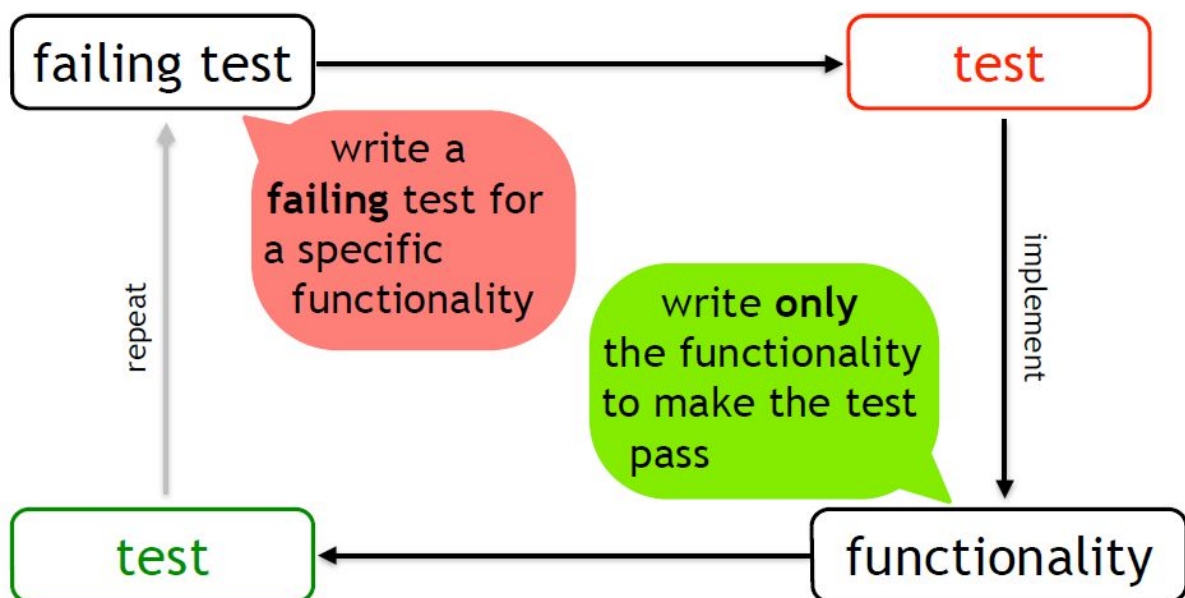 failing test
test
write a
failing test for
a specific
functionality
repeat
implement
write only
the functionality
to make the test
pass
test
functionality